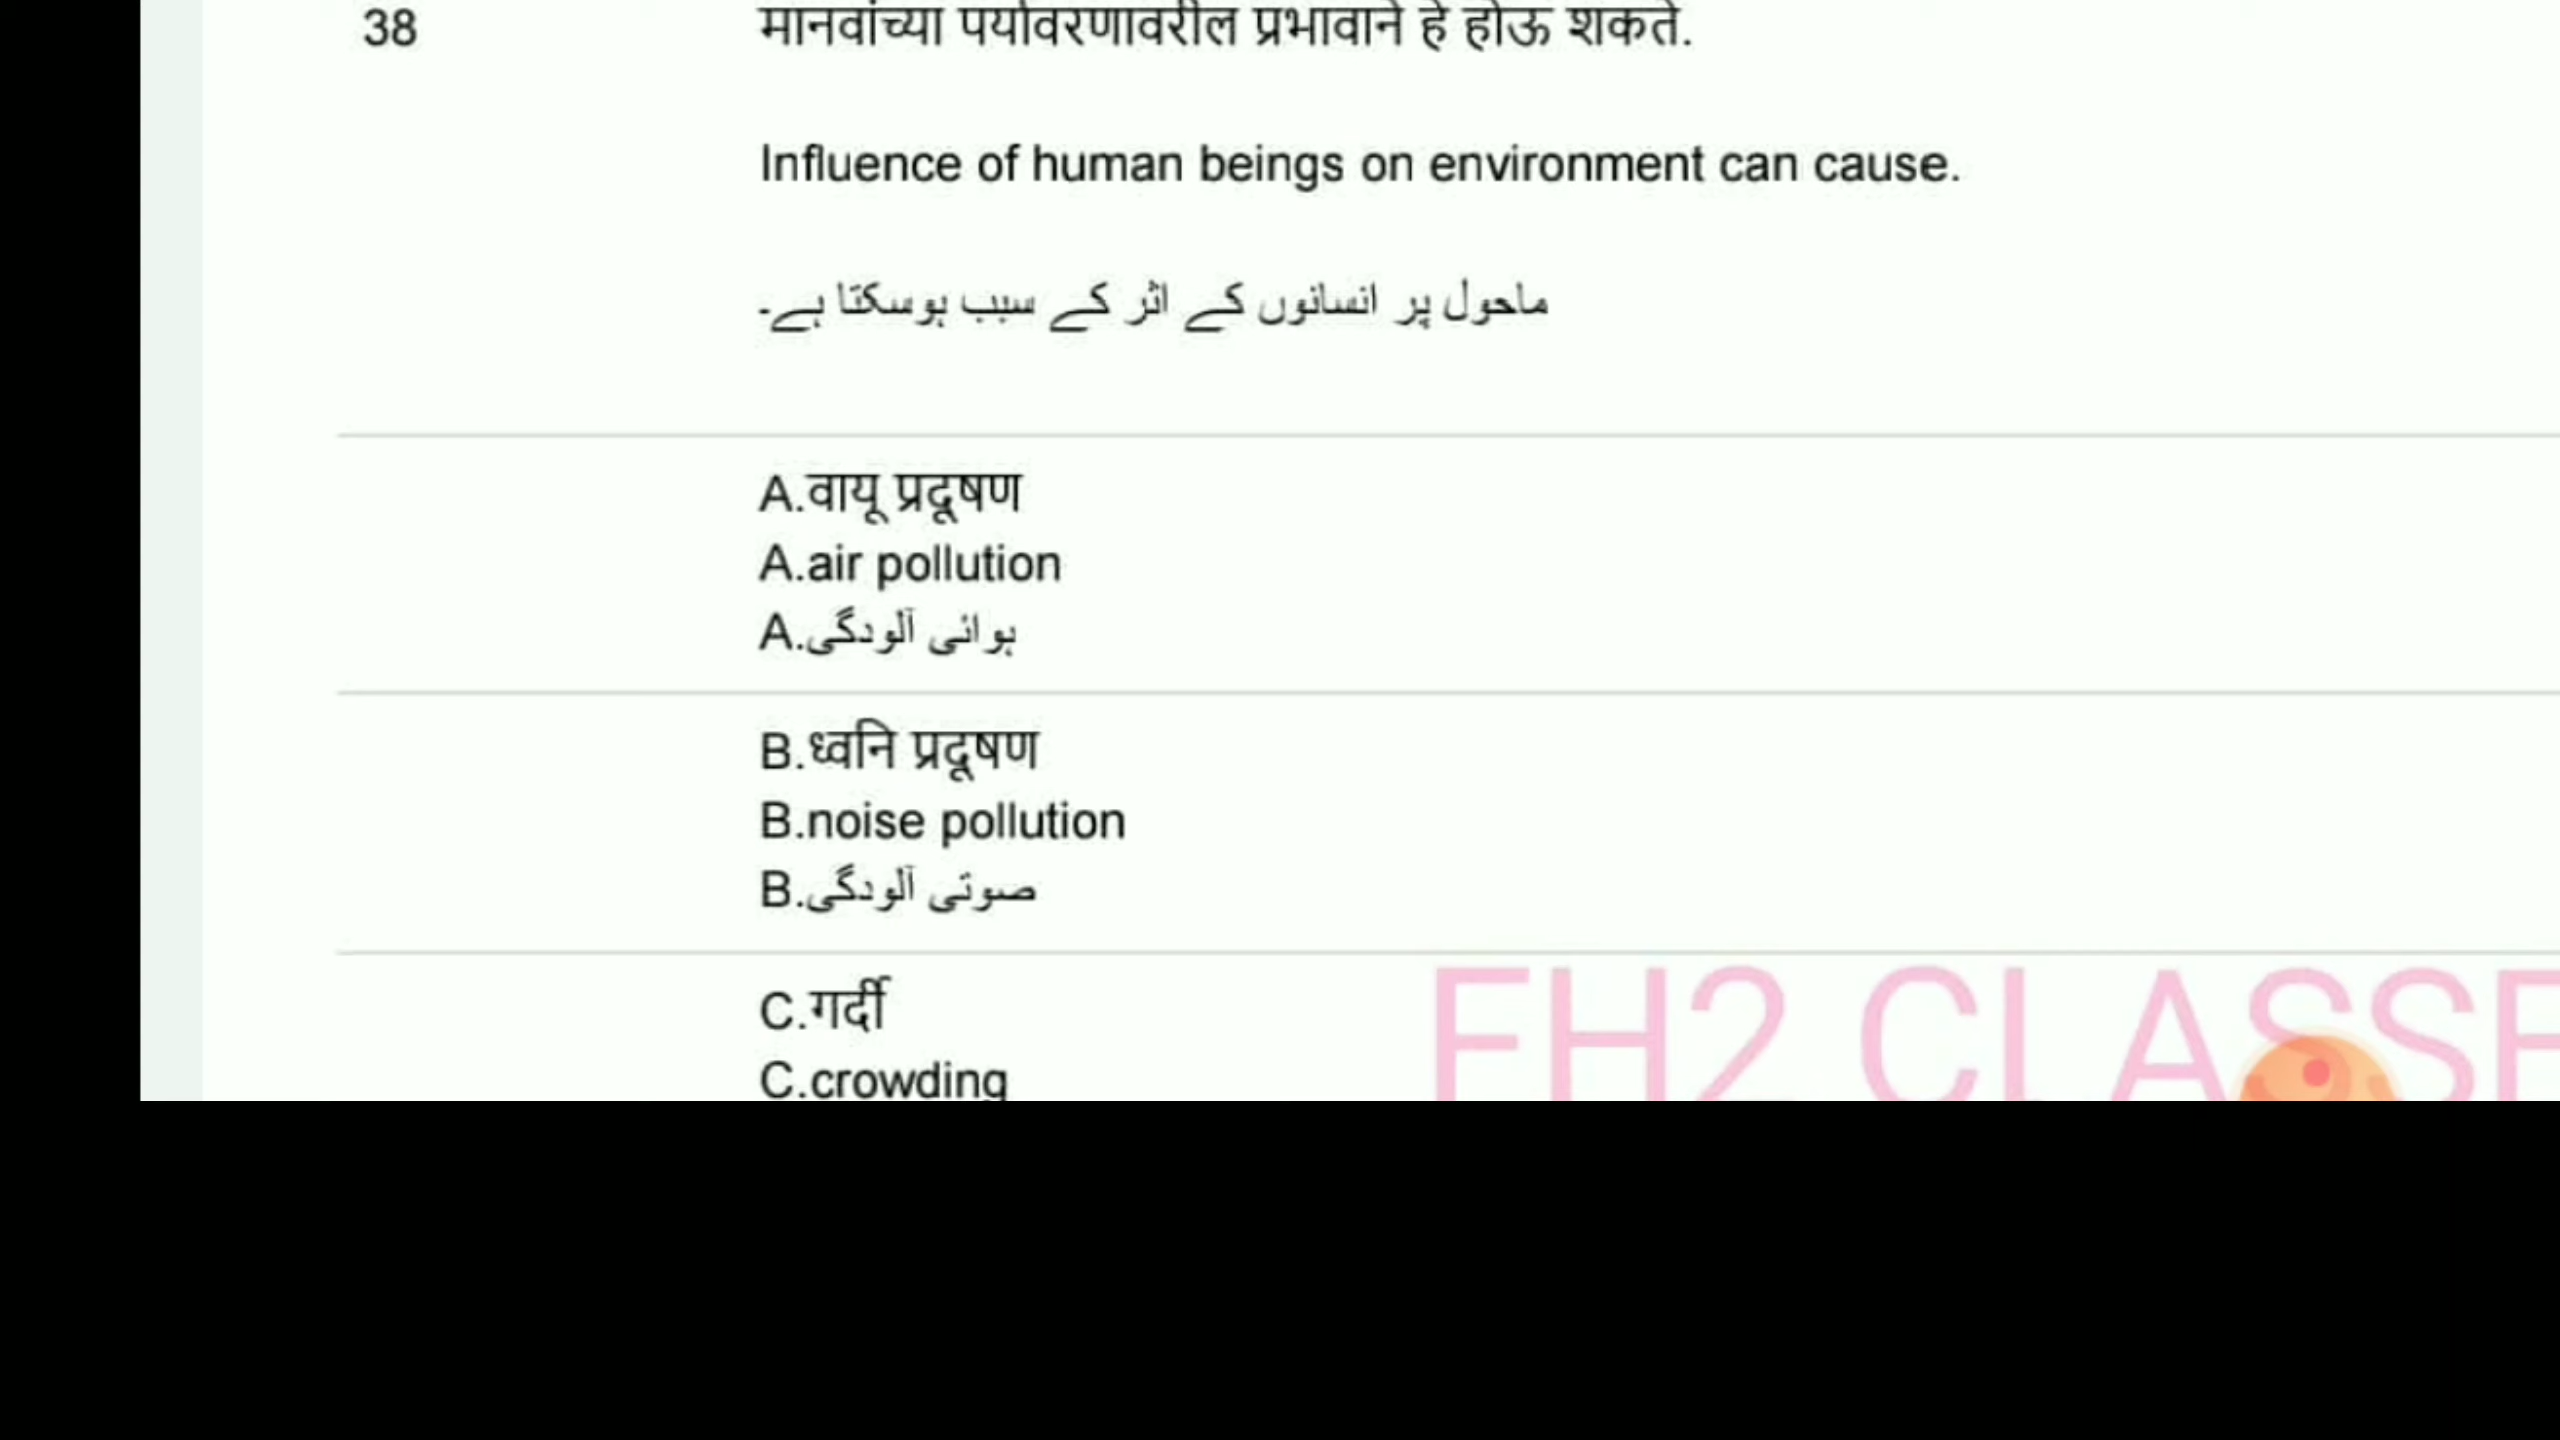 38 मानवांच्या पर्यावरणावरील प्रभावाने हे होऊ शकते.
Influence of human beings on environment can cause.
ماحول پر انسانوں کے اثر کے سبب ہوسکتا ہے۔
A.वायू प्रदूषण
A.air pollution
A.ہوائی آلودگی
B.ध्वनि प्रदूषण
B.noise pollution
B.صوتی آلودگی
C.गर्दी
C.crowding
EH2 CLASSE